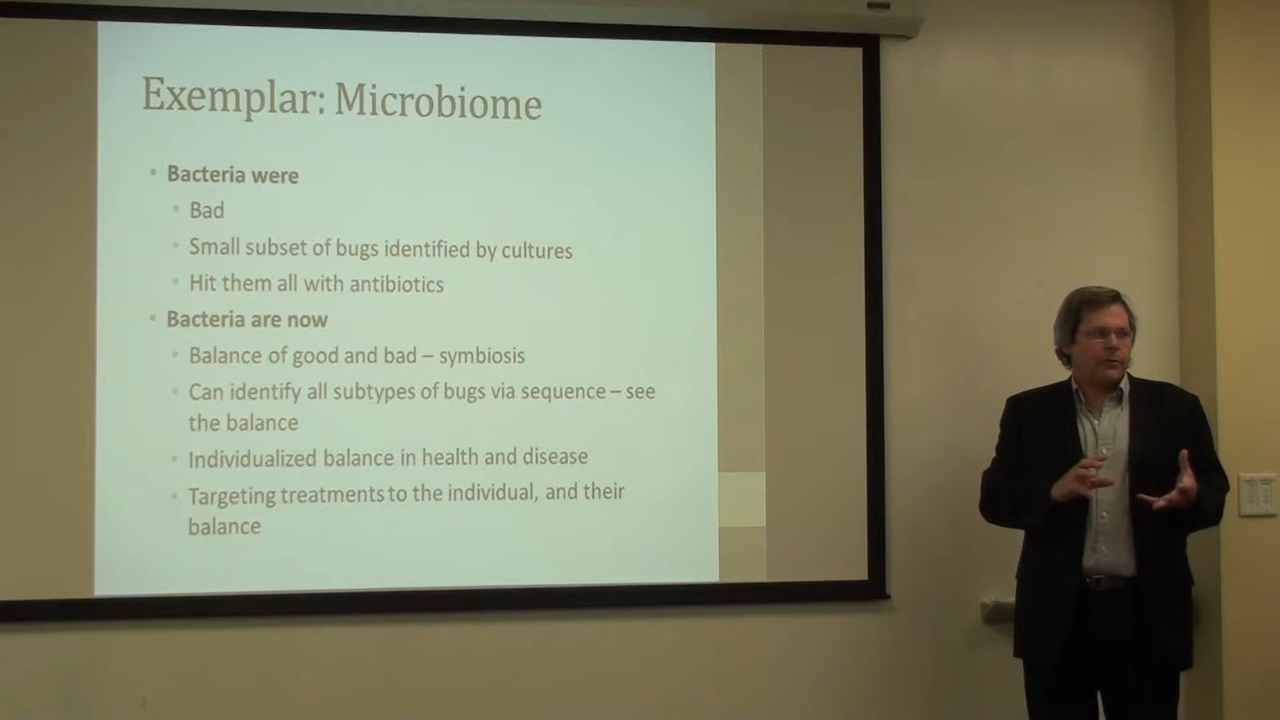 Exemplar: Microbiome
Bacteria were
Bad
Small subset of bugs identified by cultures
Hit them all with antibiotics
Bacteria are now
Balance of good and bad – symbiosis
Can identify all subtypes of bugs via sequence – see
the balance
Individualized balance in health and disease
Targeting treatments to the individual, and their
balance